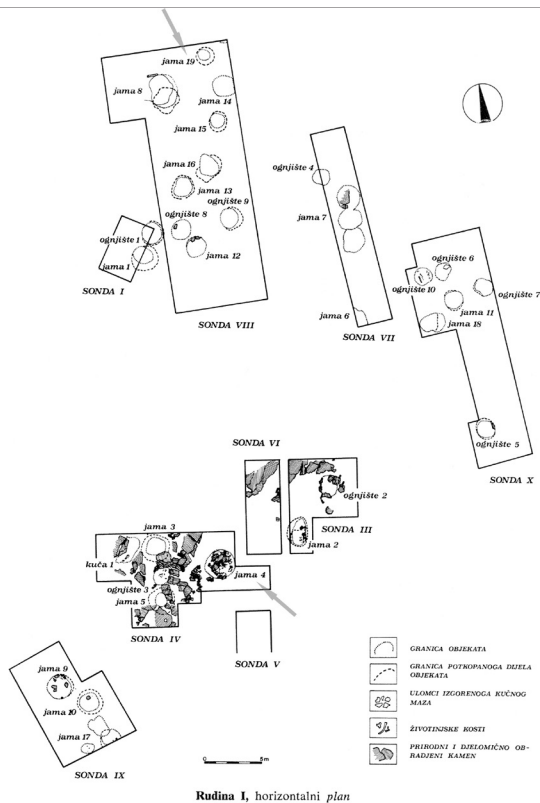 jama 19
jama 8
jama 14
jama 15
jama 16
jama 13
ognjište 9
ognjište 8
ognjište 1
jama 1
jama 12
SONDA I
SONDA VIII
ognjište 4
jama 7
jama 6
SONDA VII
ognjište 6
ognjište 10
ognjište 7
jama 11
jama 18
ognjište 5
SONDA X
SONDA VI
ognjište 2
SONDA III
jama 2
jama 3
kuća 1
jama 4
ognjište 3
jama 5
SONDA IV
SONDA V
jama 9
jama 10
jama 17
SONDA IX
GRANICA OBJEKATA
GRANICA POTKOPANOGA DIJELA
OBJEKATA
ULOMCI IZGORENOGA KUĆNOG
MAZA
ŽIVOTINJSKE KOSTI
PRIRODNI I DJELOMIČNO OB-
RADJENI KAMEN
0 5m
Rudina I, horizontalni plan